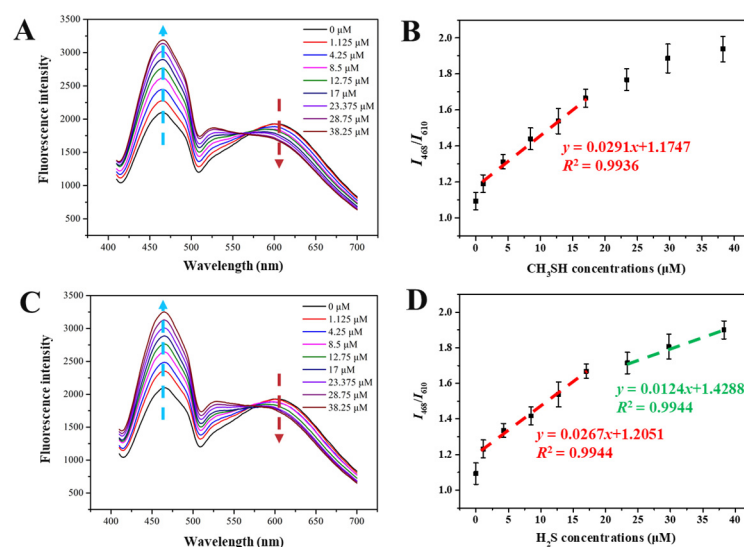 A
Fluorescence intensity
3500
3000
2500
2000
1500
1000
500
400
450
500
550
600
650
700
Wavelength (nm)
0 μM
1.125 μM
4.25 μM
8.5 μM
12.75 μM
17 μM
23.375 μM
28.75 μM
38.25 μM
B
I468/I610
2.0
1.8
1.6
1.4
1.2
1.0
0
5
10
15
20
25
30
35
40
CH3SH concentrations (μM)
y = 0.0291x+1.1747
R² = 0.9936
C
Fluorescence intensity
3500
3000
2500
2000
1500
1000
500
400
450
500
550
600
650
700
Wavelength (nm)
0 μM
1.125 μM
4.25 μM
8.5 μM
12.75 μM
17 μM
23.375 μM
28.75 μM
38.25 μM
D
I468/I610
2.0
1.8
1.6
1.4
1.2
1.0
0
5
10
15
20
25
30
35
40
H2S concentrations (μM)
y = 0.0124x+1.4288
R² = 0.9944
y = 0.0267x+1.2051
R² = 0.9944